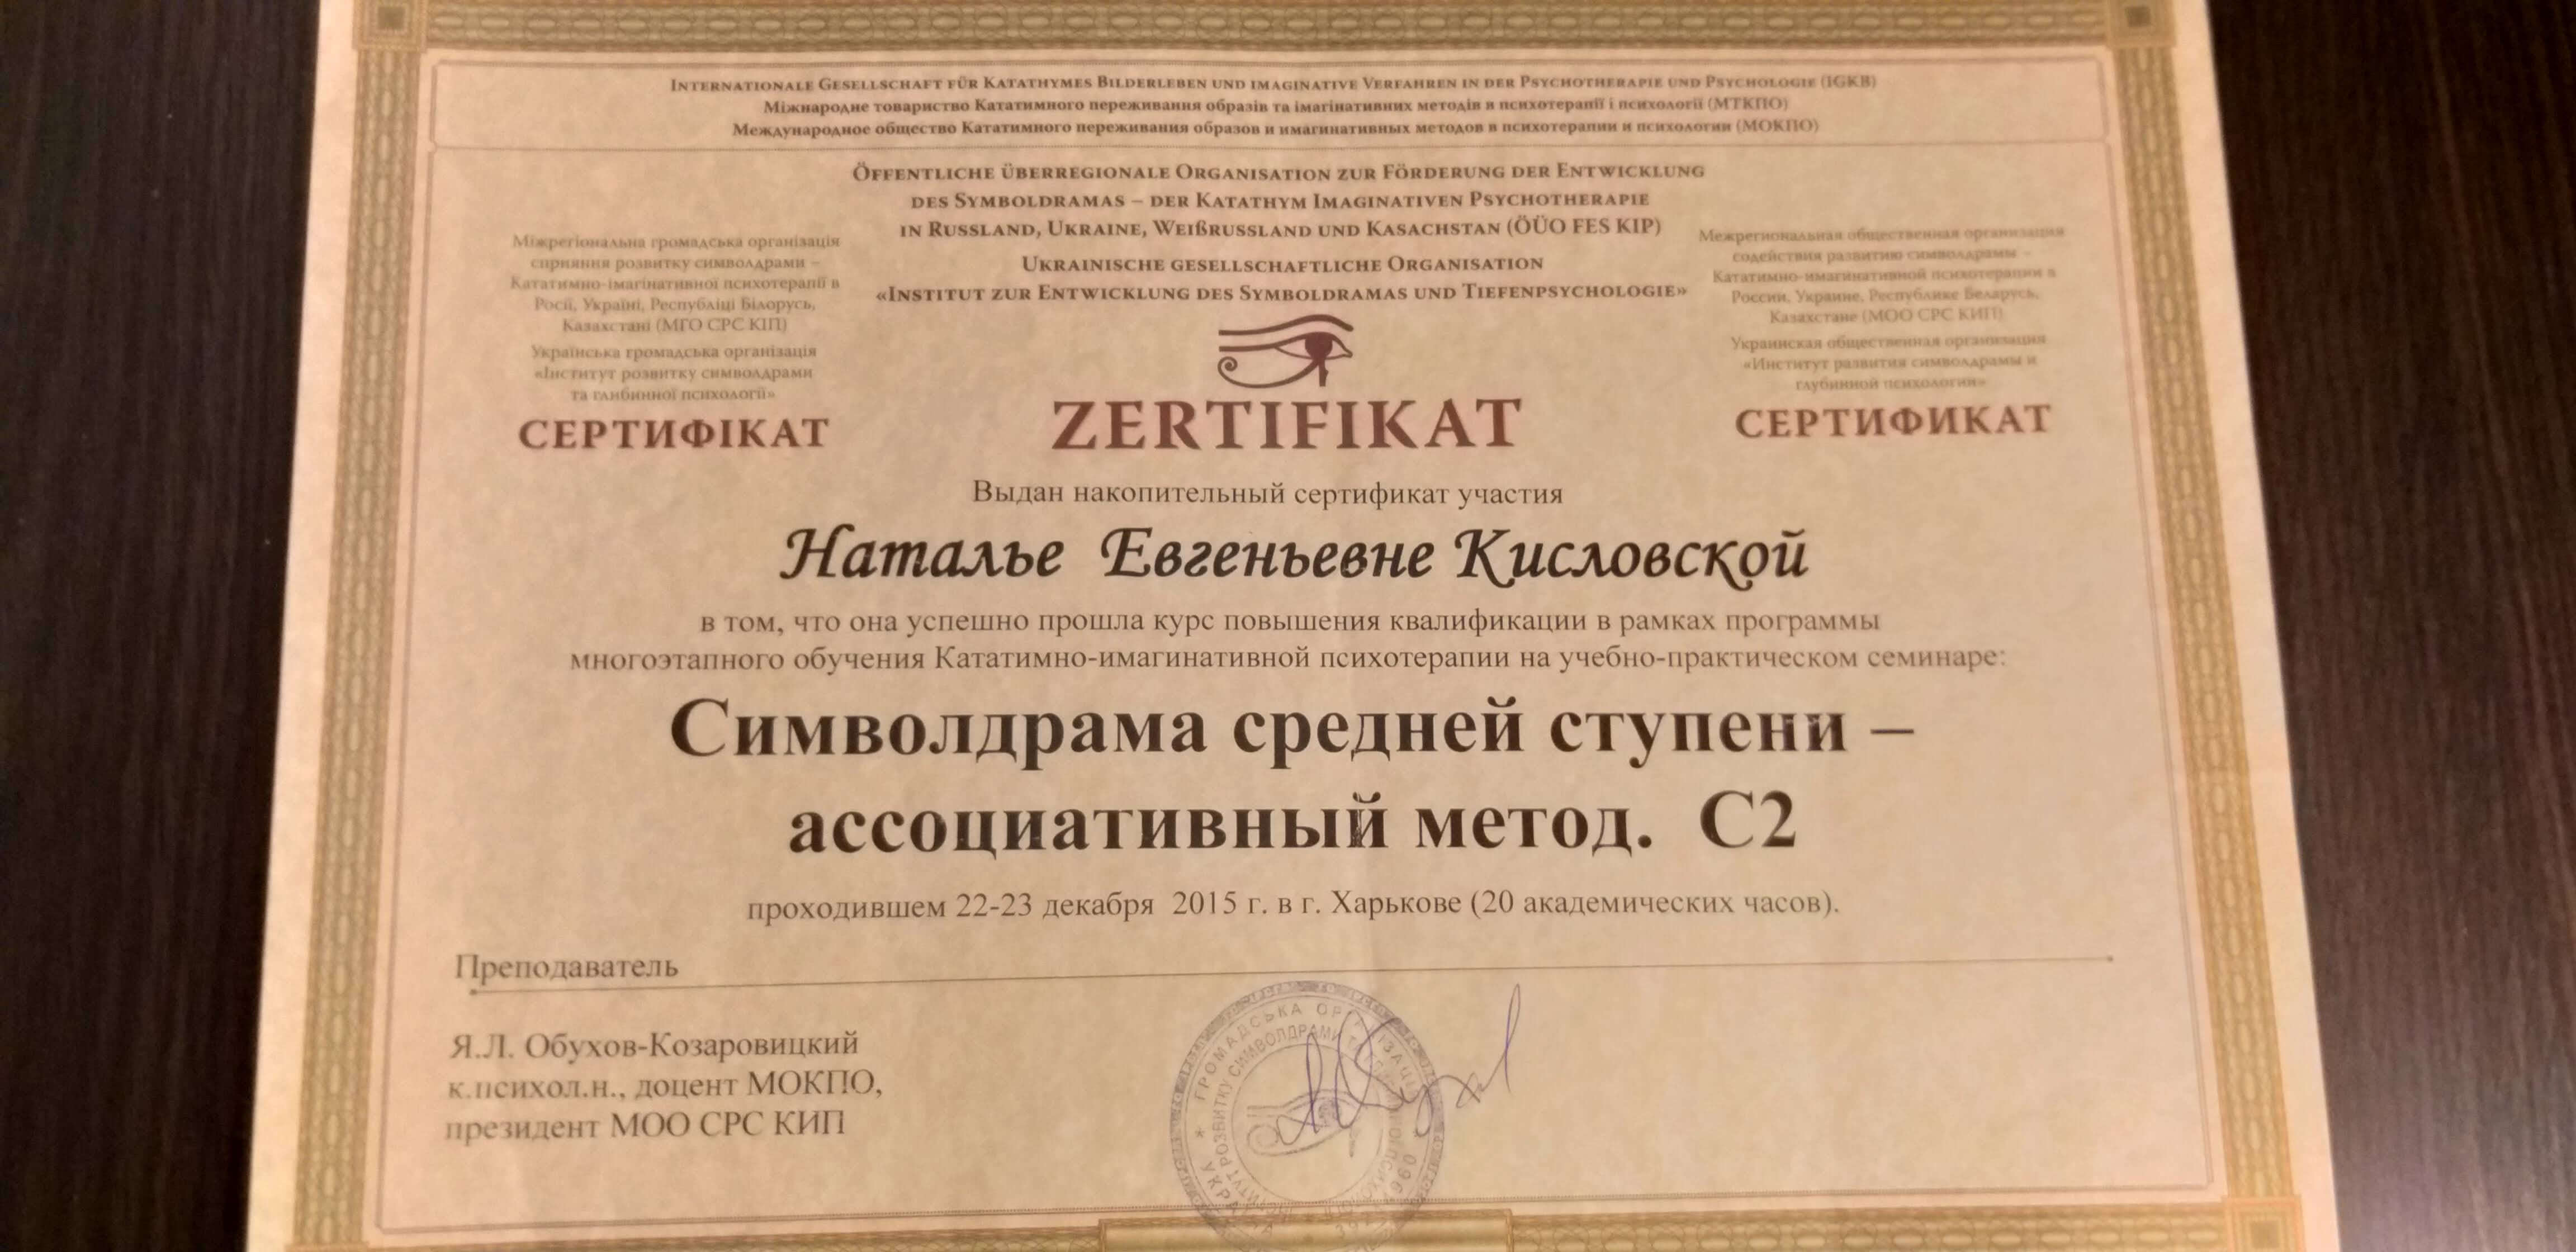 Internationale Gesellschaft für Katathymes Bilderleben und imaginative Verfahren in der Psychotherapie und Psychologie (IGKB)
Міжнародне товариство Кататимного переживання образів та імагінативних методів в психотерапії і психології (МТКПО)
Международное общество Кататимного переживания образов и имагинативных методов в психотерапии и психологии (МОКПО)
Öffentliche überregionale Organisation zur Förderung der Entwicklung
des Symboldramas – der Katathym Imaginativen Psychotherapie
in Russland, Ukraine, Weißrussland und Kasachstan (ÖÜO FES KIP)
Ukrainische gesellschaftliche Organisation
«Institut zur Entwicklung des Symboldramas und Tiefenpsychologie»
Міжрегіональна громадська організація
сприяння розвитку символдрами –
Кататимно-імагінативної психотерапії в
Росії, Україні, Республіці Білорусь,
Казахстані (МГО СРС КІП)
Українська громадська організація
«Інститут розвитку символдрами
та глибинної психології»
СЕРТИФІКАТ
ZERTIFIKAT
Межрегиональная общественная организация
содействия развитию символдрамы –
Кататимно-имагинативной психотерапии в
России, Украине, Республике Беларусь,
Казахстане (МОО СРС КИП)
Украинская общественная организация
«Институт развития символдрамы и
глубинной психологии»
СЕРТИФИКАТ
Выдан накопительный сертификат участия
Наталье Евгеньевне Кисловской
в том, что она успешно прошла курс повышения квалификации в рамках программы
многоэтапного обучения Кататимно-имагинативной психотерапии на учебно-практическом семинаре:
Символдрама средней ступени –
ассоциативный метод. С2
проходившем 22-23 декабря 2015 г. в г. Харькове (20 академических часов).
Преподаватель
Я.Л. Обухов-Козаровицкий
к.психол.н., доцент МОКПО,
президент МОО СРС КИП
ГРОМАДСЬКА
РОЗВИТКУ СИМВОЛДРАМИ